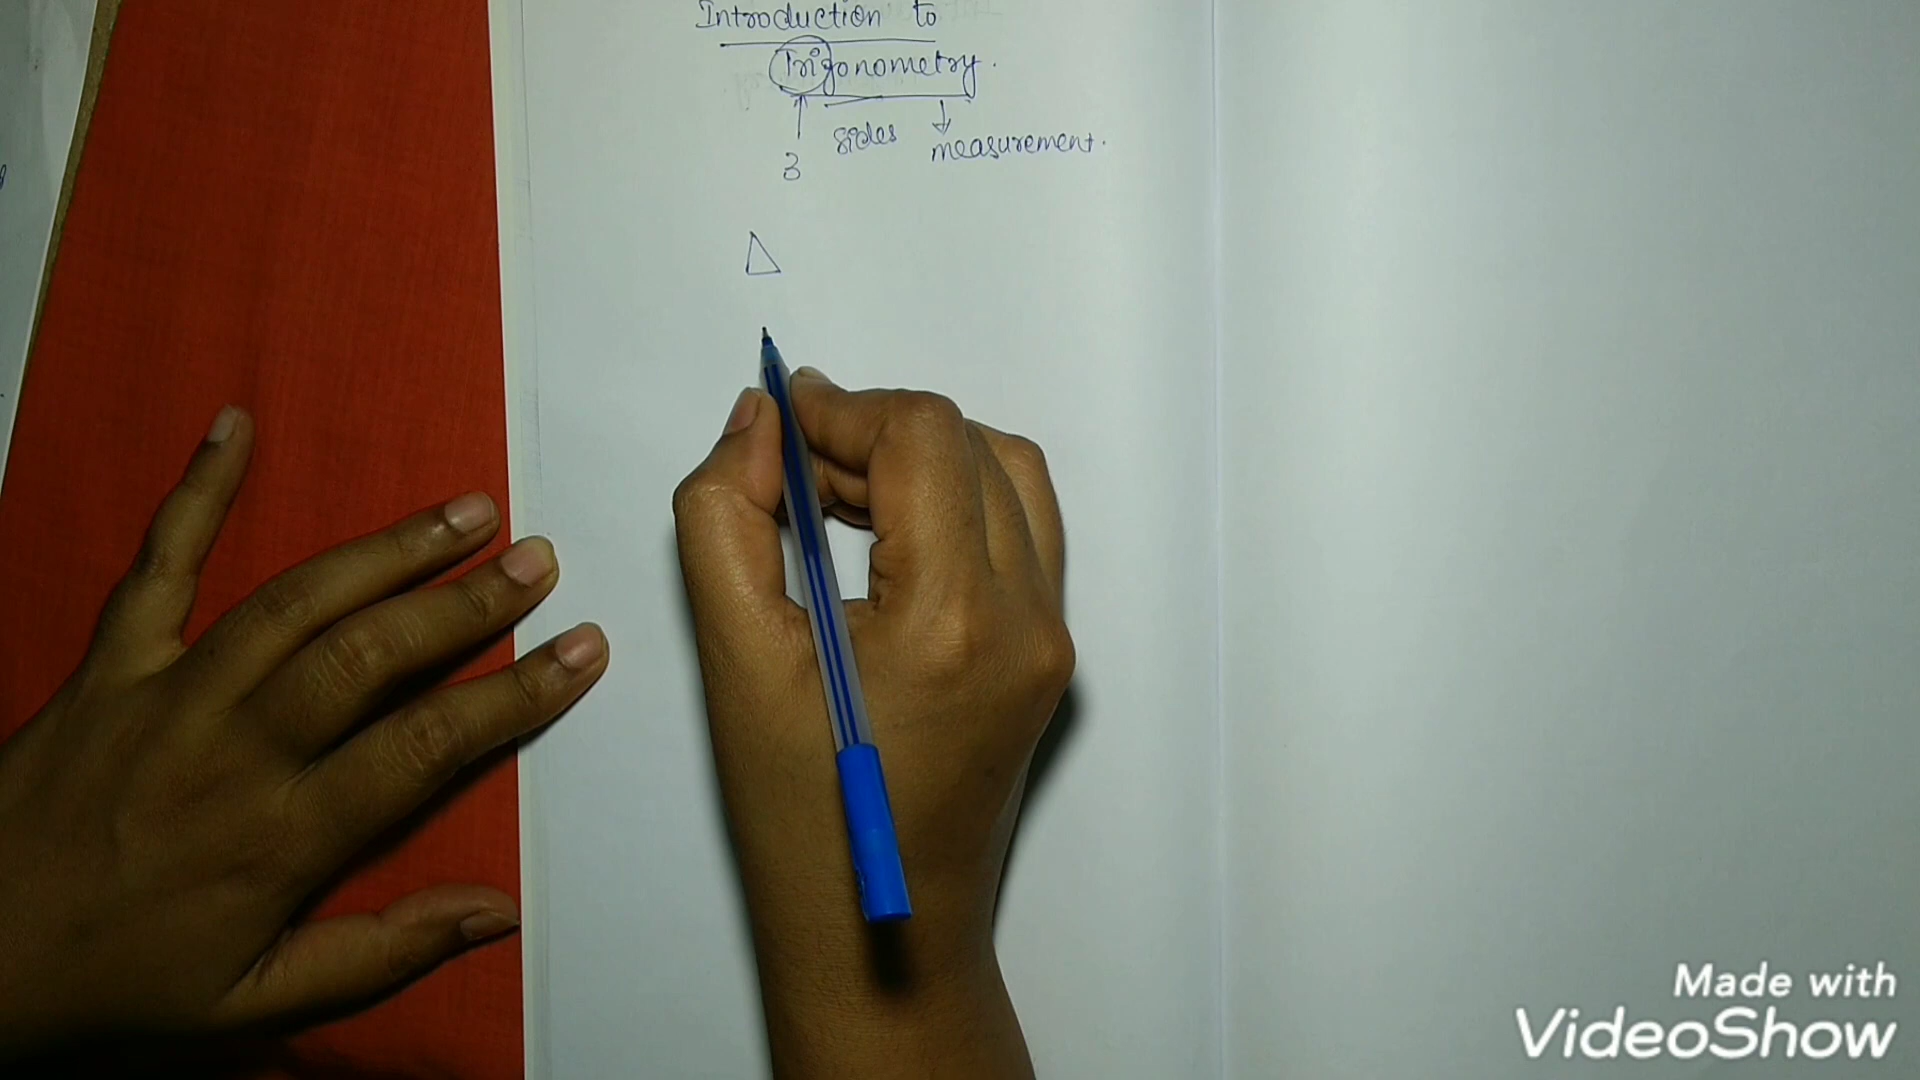 Introduction to
Trigonometry.
sides
measurement.
3
Made with
VideoShow